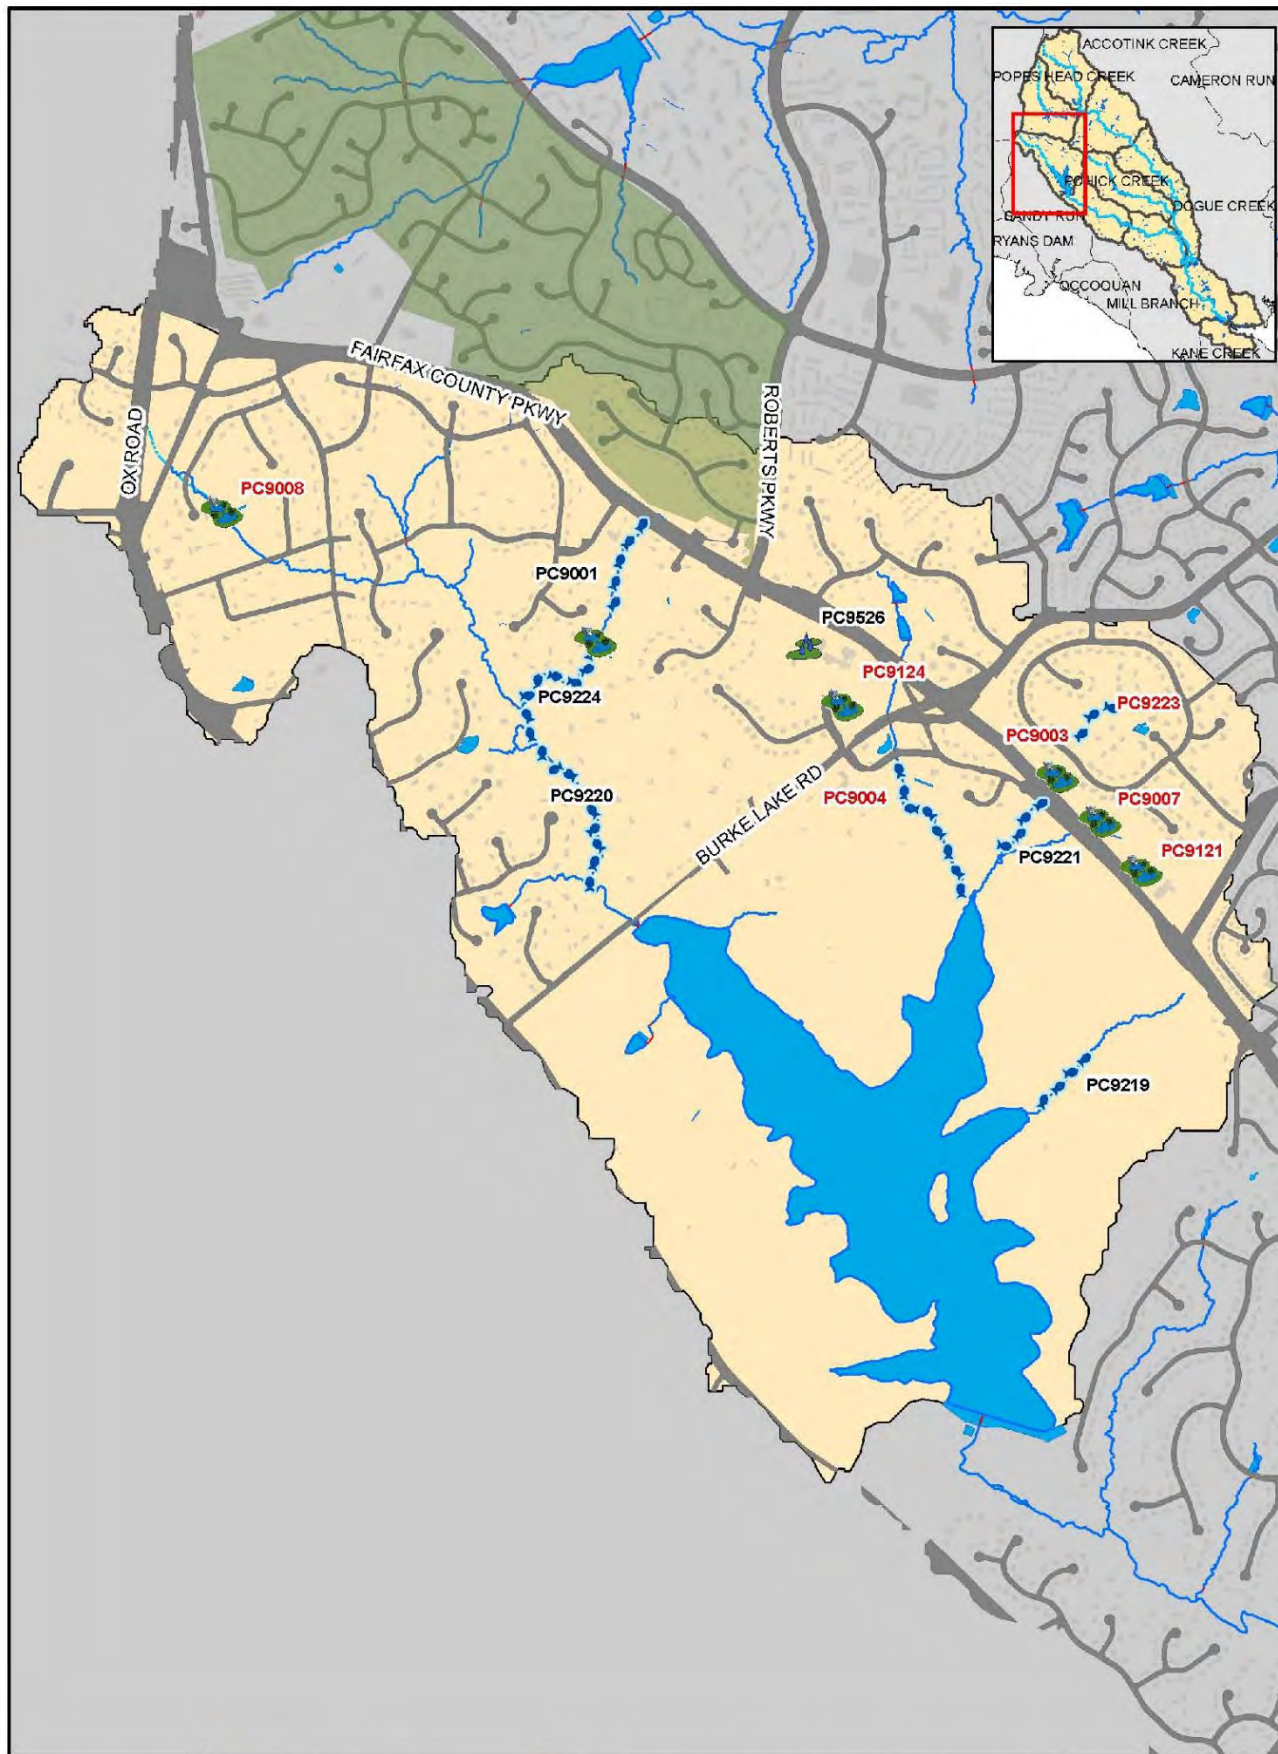 ACCOTINK CREEK
POPES HEAD CREEK
CAMERON RUN
POHICK CREEK
DOGUE CREEK
SANDY RUN
RYANS DAM
OCCOQUAN
MILL BRANCH
KANE CREEK
FAIRFAX COUNTY PKWY
ROBERTS PKWY
OX ROAD
PC9008
PC9001
PC9526
PC9124
PC9224
PC9223
PC9003
PC9220
BURKE LAKE RD
PC9004
PC9007
PC9221
PC9121
PC9219